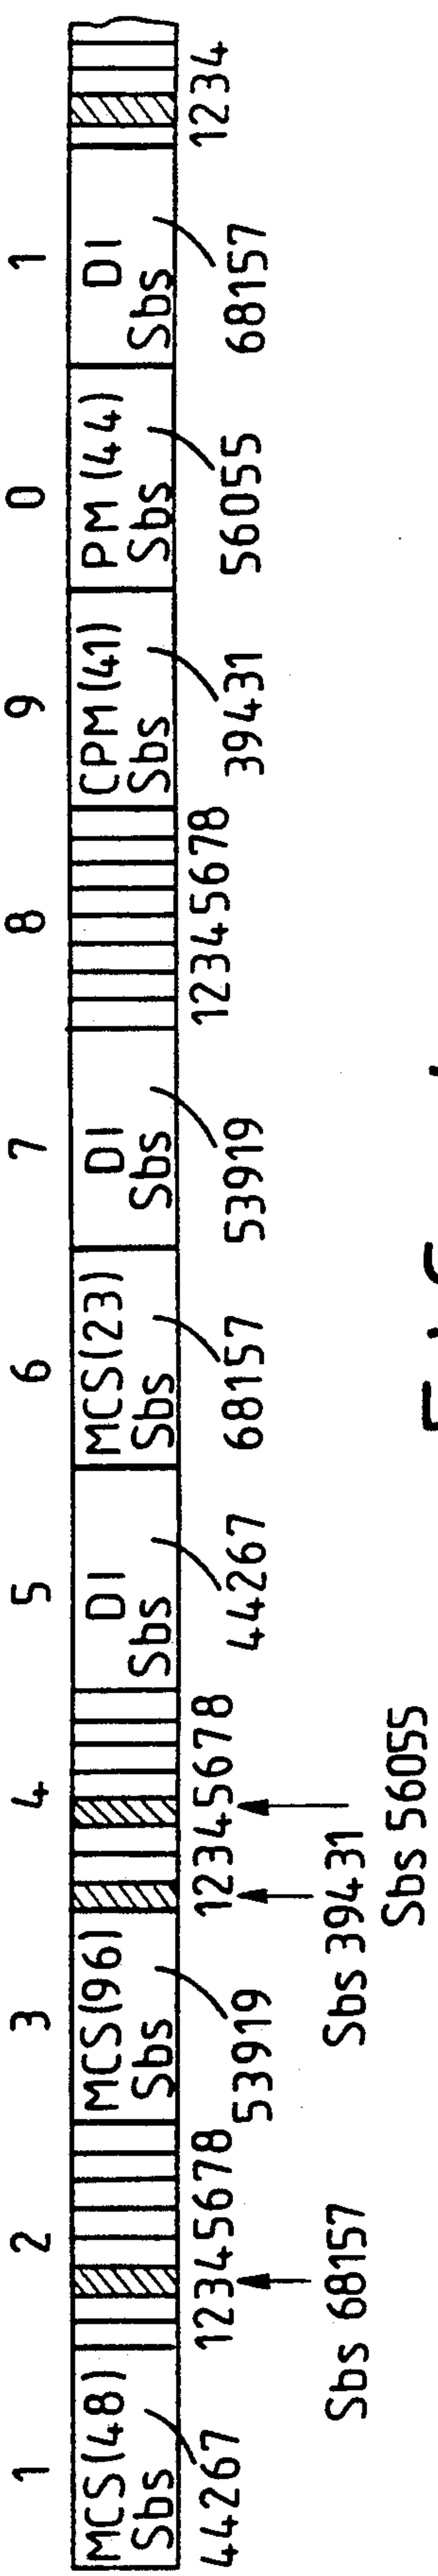 1 2 3 4 5 6 7 8 9 0 1
MCS(48) Sbs
MCS(96) Sbs
DI Sbs
MCS(23) Sbs
DI Sbs
CPM(41) Sbs
PM(44) Sbs
DI Sbs
44267
12345678
53919
12345678
44267
68157
53919
12345678
39431
56055
68157
1234
Sbs 68157
Sbs 39431
Sbs 56055